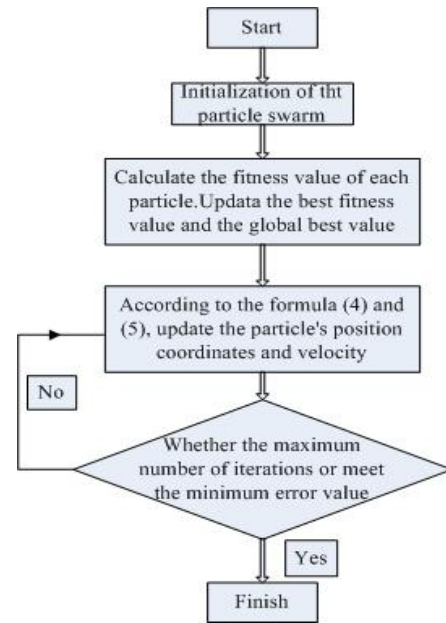 Start
Initialization of tht
particle swarm
Calculate the fitness value of each
particle.Updata the best fitness
value and the global best value
According to the formula (4) and
(5), update the particle's position
coordinates and velocity
No
Whether the maximum
number of iterations or meet
the minimum error value
Yes
Finish